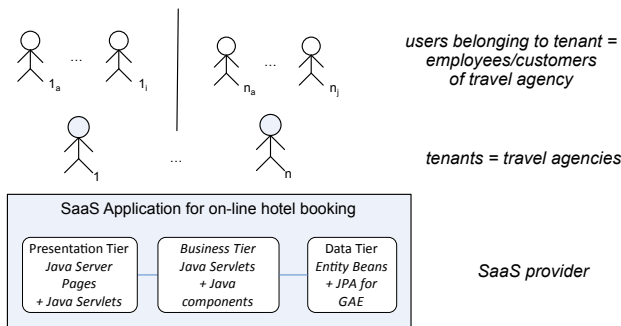 ... ...
1a 1i na nj
users belonging to tenant =
employees/customers
of travel agency
1 ... n
tenants = travel agencies
SaaS Application for on-line hotel booking
Presentation Tier
Java Server
Pages
+ Java Servlets
Business Tier
Java Servlets
+ Java
components
Data Tier
Entity Beans
+ JPA for
GAE
SaaS provider